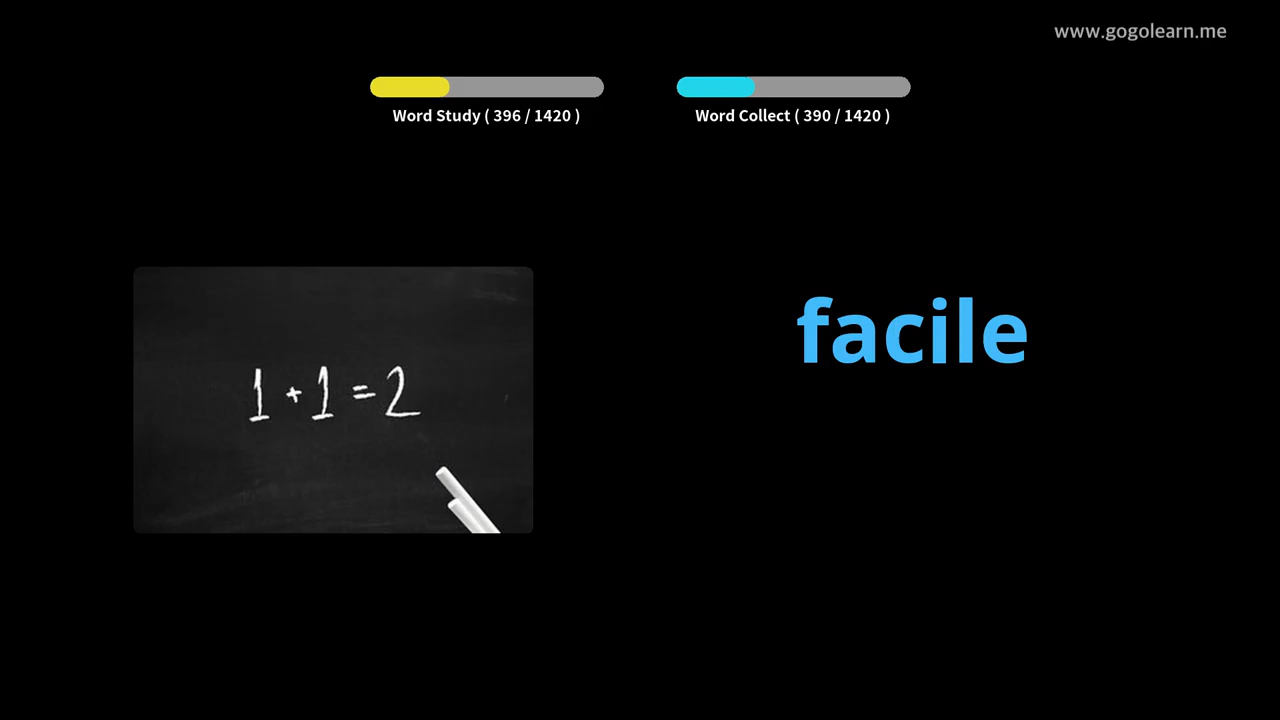 www.gogolearn.me
Word Study ( 396 / 1420 )
Word Collect ( 390 / 1420 )
1 + 1 = 2
facile